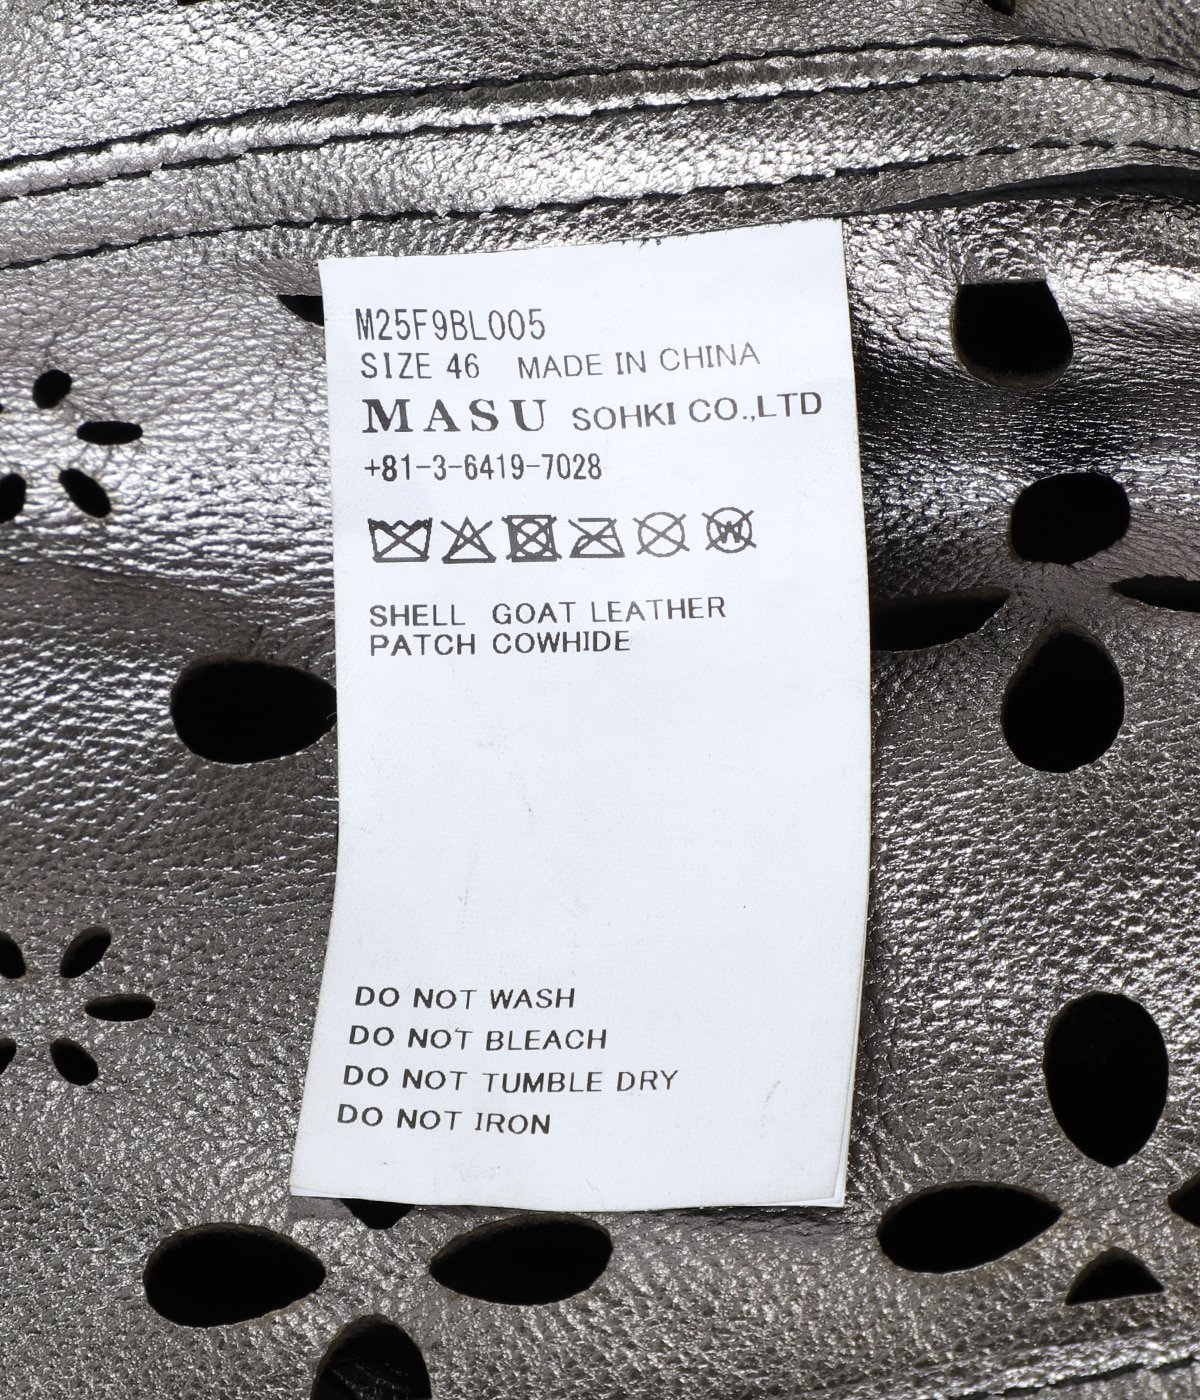 M25F9BL005
SIZE 46 MADE IN CHINA
MASU SOHKI CO.,LTD
+81-3-6419-7028
W
SHELL GOAT LEATHER
PATCH COWHIDE
DO NOT WASH
DO NOT BLEACH
DO NOT TUMBLE DRY
DO NOT IRON